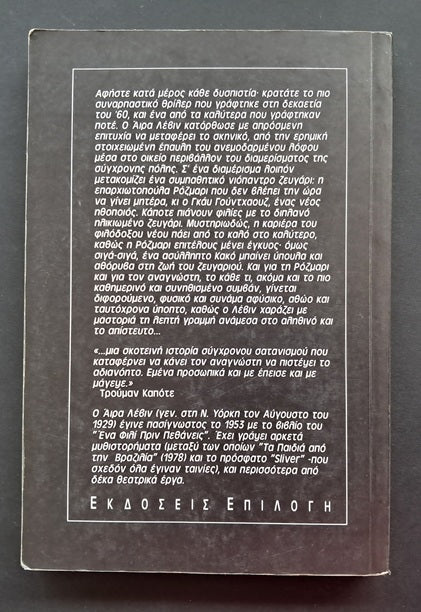 Αφήστε κατά μέρος κάθε δυσπιστία· κρατάτε το πιο
συναρπαστικό θρίλερ που γράφτηκε στη δεκαετία
του '60, και ένα από τα καλύτερα που γράφτηκαν
ποτέ. Ο Άιρα Λέβιν κατόρθωσε με απρόσμενη
επιτυχία να μεταφέρει το σκηνικό, από την ερημική
στοιχειωμένη έπαυλη του ανεμοδαρμένου λόφου
μέσα στο οικείο περιβάλλον του διαμερίσματος της
σύγχρονης πόλης. Σ' ένα διαμέρισμα λοιπόν
μετακομίζει ένα συμπαθητικό νιόπαντρο ζευγάρι: η
επαρχιωτοπούλα Ρόζμαρι που δεν βλέπει την ώρα
να γίνει μητέρα, κι ο Γκάυ Γούντχαουζ, ένας νέος
ηθοποιός. Κάποτε πιάνουν φιλίες με το διπλανό
ηλικιωμένο ζευγάρι. Μυστηριωδώς, η καριέρα του
φιλόδοξου νέου πάει από το καλό στο καλύτερο,
καθώς η Ρόζμαρι επιτέλους μένει έγκυος· όμως
σιγά-σιγά, ένα ασύλληπτο Κακό μπαίνει ύπουλα και
αθόρυβα στη ζωή του ζευγαριού. Και για τη Ρόζμαρι
και για τον αναγνώστη, το κάθε τι, ακόμα και το πιο
καθημερινό και συνηθισμένο συμβάν, γίνεται
διφορούμενο, φυσικό και συνάμα αφύσικο, αθώο και
ταυτόχρονα ύποπτο, καθώς ο Λέβιν χαράζει με
μαστοριά τη λεπτή γραμμή ανάμεσα στο αληθινό και
το απίστευτο...
«...μια σκοτεινή ιστορία σύγχρονου σατανισμού που
καταφέρνει να κάνει τον αναγνώστη να πιστέψει το
αδιανόητο. Εμένα προσωπικά και με έπεισε και με
μάγεψε.»
Τρούμαν Καπότε
Ο Άιρα Λέβιν (γεν. στη Ν. Υόρκη τον Αύγουστο του
1929) έγινε πασίγνωστος το 1953 με το βιβλίο του
"Ένα Φιλί Πριν Πεθάνεις". Έχει γράψει αρκετά
μυθιστορήματα (μεταξύ των οποίων "Τα Παιδιά από
την Βραζιλία" (1978) και το πρόσφατο "Sliver" -που
σχεδόν όλα έγιναν ταινίες), και περισσότερα από
δέκα θεατρικά έργα.
ΕΚΔΟΣΕΙΣ ΕΠΙΛΟΓΗ